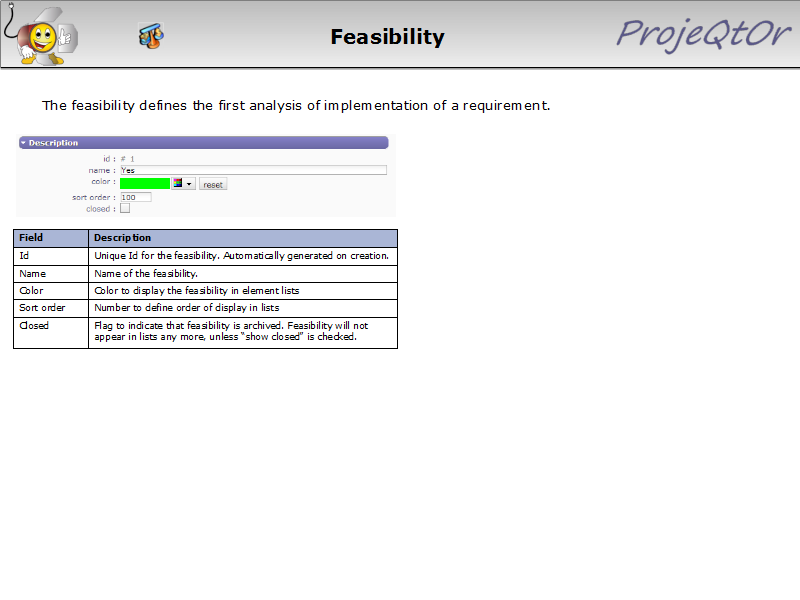 Feasibility
ProjeQtOr
The feasibility defines the first analysis of implementation of a requirement.
Description
id : # 1
name : Yes
color : reset
sort order : 100
closed :
Field Description
Id Unique Id for the feasibility. Automatically generated on creation.
Name Name of the feasibility.
Color Color to display the feasibility in element lists
Sort order Number to define order of display in lists
Closed Flag to indicate that feasibility is archived. Feasibility will not
appear in lists any more, unless “show closed” is checked.